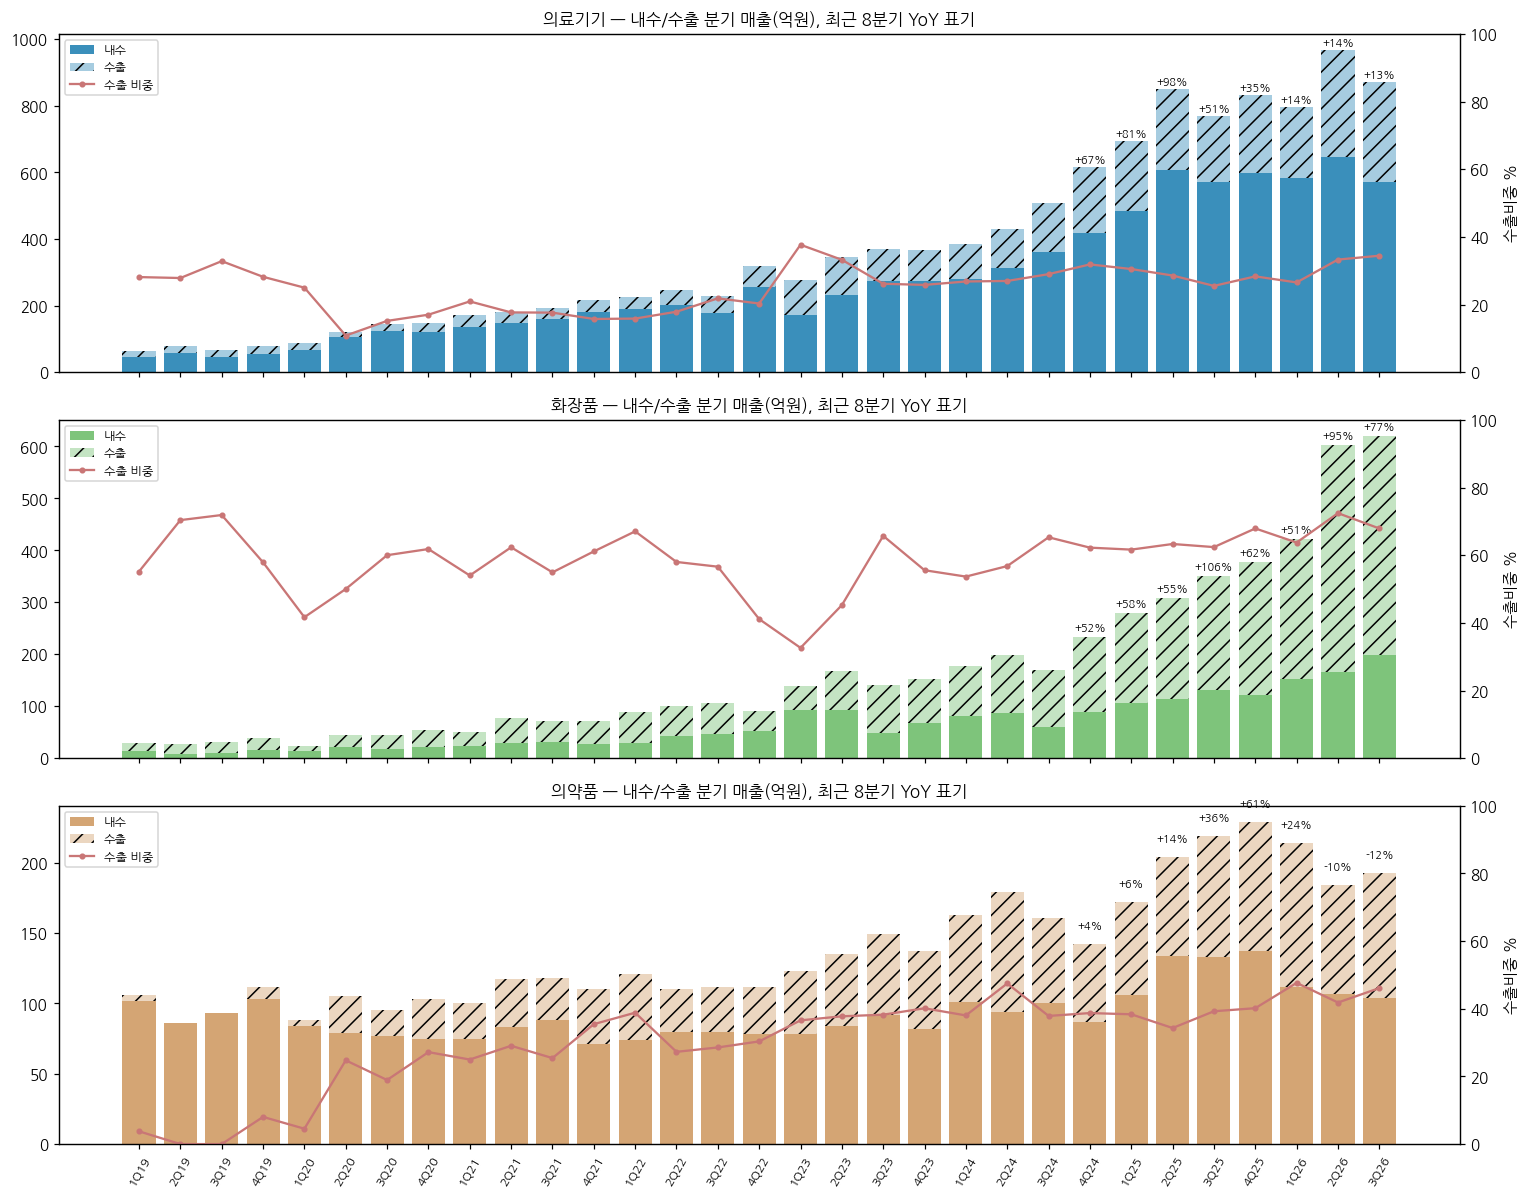 의료기기 — 내수/수출 분기 매출(억원), 최근 8분기 YoY 표기
내수
수출
수출 비중
1000
800
600
400
200
0
+67%
+81%
+98%
+51%
+35%
+14%
+14%
+13%
100
80
60
40
20
0
수출비중 %
화장품 — 내수/수출 분기 매출(억원), 최근 8분기 YoY 표기
내수
수출
수출 비중
600
500
400
300
200
100
0
+52%
+58%
+55%
+106%
+62%
+51%
+95%
+77%
100
80
60
40
20
0
수출비중 %
의약품 — 내수/수출 분기 매출(억원), 최근 8분기 YoY 표기
내수
수출
수출 비중
200
150
100
50
0
+4%
+6%
+14%
+36%
+61%
+24%
-10%
-12%
100
80
60
40
20
0
수출비중 %
1Q19
2Q19
3Q19
4Q19
1Q20
2Q20
3Q20
4Q20
1Q21
2Q21
3Q21
4Q21
1Q22
2Q22
3Q22
4Q22
1Q23
2Q23
3Q23
4Q23
1Q24
2Q24
3Q24
4Q24
1Q25
2Q25
3Q25
4Q25
1Q26
2Q26
3Q26